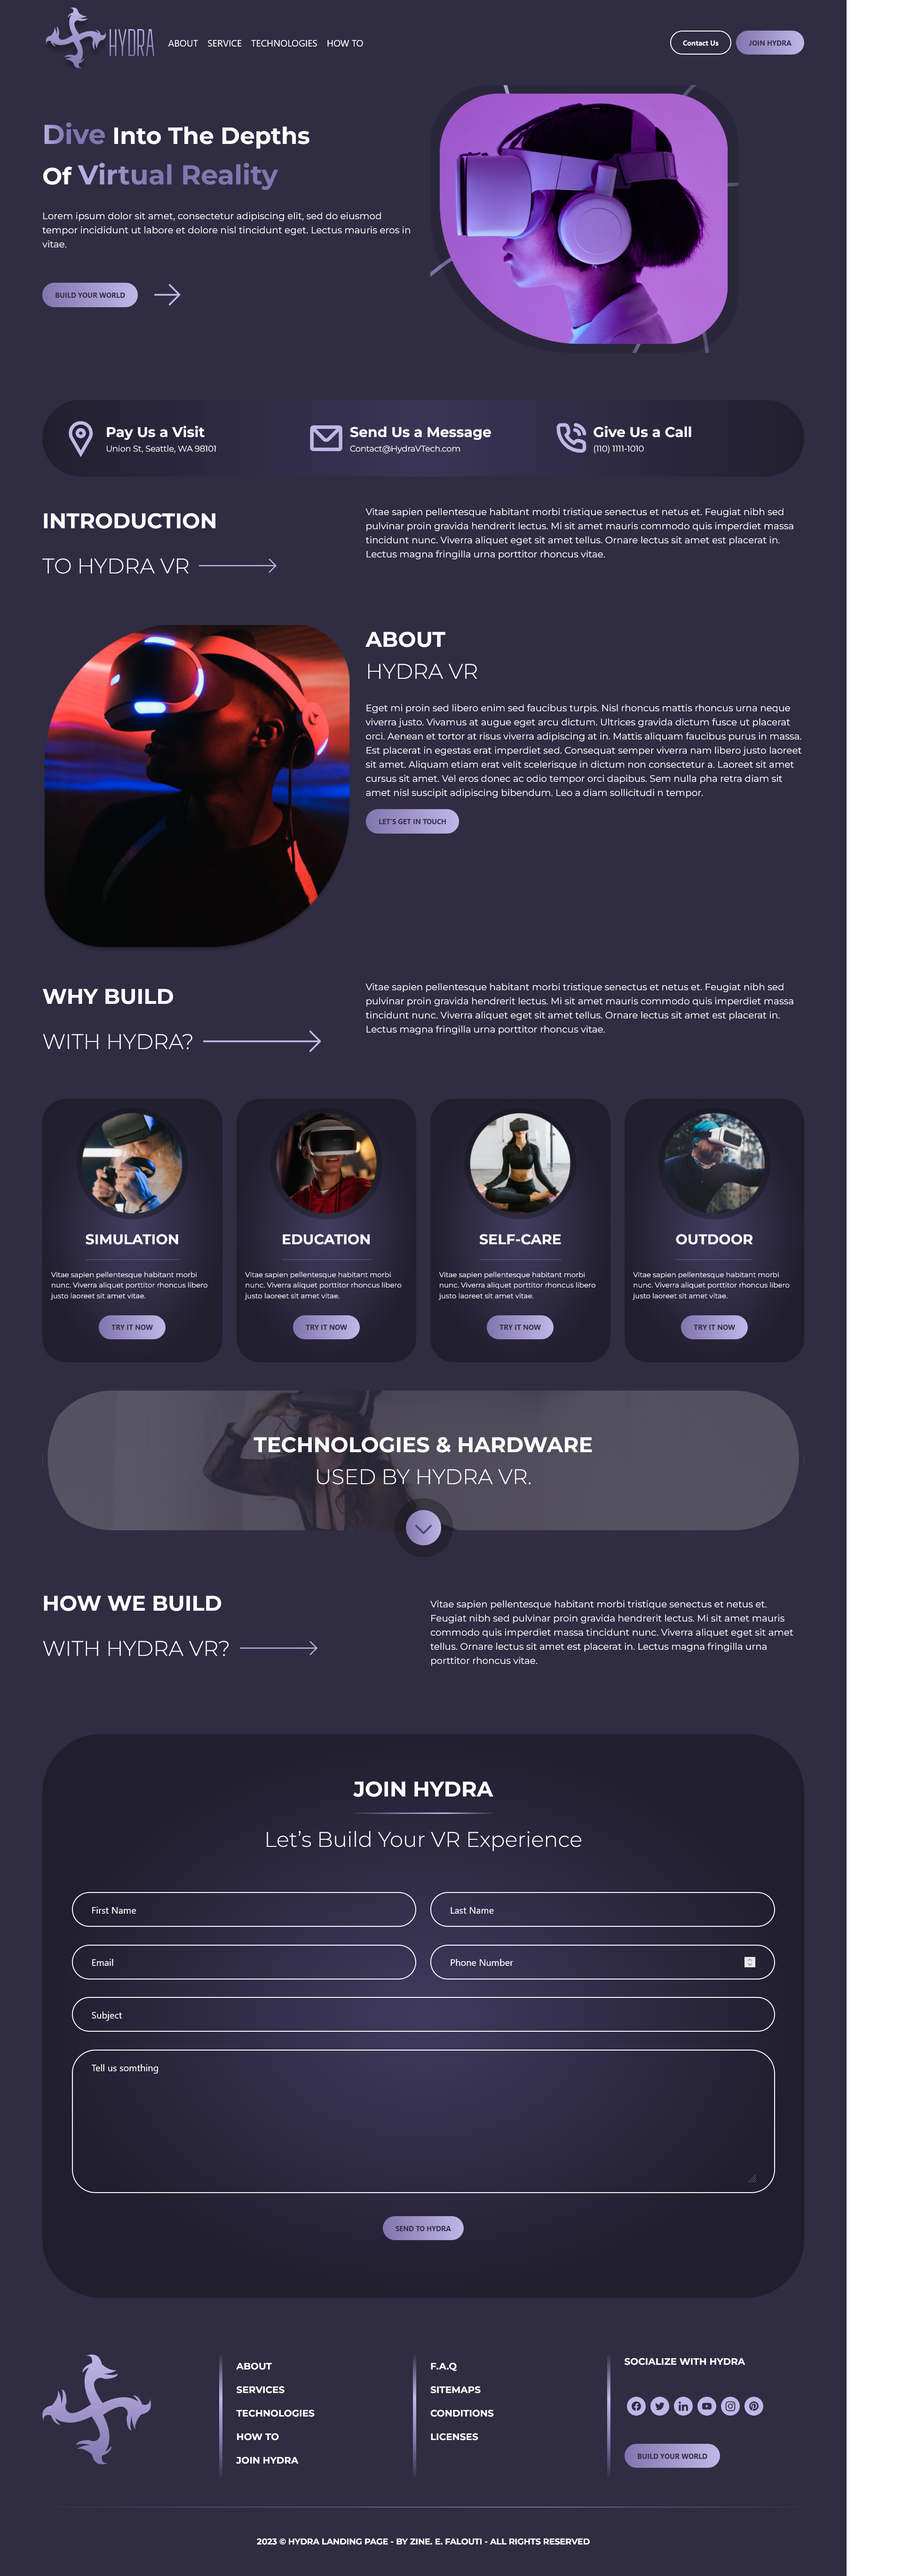 HYDRA
ABOUT SERVICE TECHNOLOGIES HOW TO
Contact Us
JOIN HYDRA
Dive Into The Depths
Of Virtual Reality
Lorem ipsum dolor sit amet, consectetur adipiscing elit, sed do eiusmod
tempor incididunt ut labore et dolore nisl tincidunt eget. Lectus mauris eros in
vitae.
BUILD YOUR WORLD
Pay Us a Visit
Union St, Seattle, WA 98101
Send Us a Message
Contact@HydraVTech.com
Give Us a Call
(110) 1111-1010
INTRODUCTION
TO HYDRA VR
Vitae sapien pellentesque habitant morbi tristique senectus et netus et. Feugiat nibh sed
pulvinar proin gravida hendrerit lectus. Mi sit amet mauris commodo quis imperdiet massa
tincidunt nunc. Viverra aliquet eget sit amet tellus. Ornare lectus sit amet est placerat in.
Lectus magna fringilla urna porttitor rhoncus vitae.
ABOUT
HYDRA VR
Eget mi proin sed libero enim sed faucibus turpis. Nisl rhoncus mattis rhoncus urna neque
viverra justo. Vivamus at augue eget arcu dictum. Ultrices gravida dictum fusce ut placerat
orci. Aenean et tortor at risus viverra adipiscing at in. Mattis aliquam faucibus purus in massa.
Est placerat in egestas erat imperdiet sed. Consequat semper viverra nam libero justo laoreet
sit amet. Aliquam etiam erat velit scelerisque in dictum non consectetur a. Laoreet sit amet
cursus sit amet. Vel eros donec ac odio tempor orci dapibus. Sem nulla pha retra diam sit
amet nisl suscipit adipiscing bibendum. Leo a diam sollicitudi n tempor.
LET'S GET IN TOUCH
WHY BUILD
WITH HYDRA?
Vitae sapien pellentesque habitant morbi tristique senectus et netus et. Feugiat nibh sed
pulvinar proin gravida hendrerit lectus. Mi sit amet mauris commodo quis imperdiet massa
tincidunt nunc. Viverra aliquet eget sit amet tellus. Ornare lectus sit amet est placerat in.
Lectus magna fringilla urna porttitor rhoncus vitae.
SIMULATION
Vitae sapien pellentesque habitant morbi
nunc. Viverra aliquet porttitor rhoncus libero
justo laoreet sit amet vitae.
TRY IT NOW
EDUCATION
Vitae sapien pellentesque habitant morbi
nunc. Viverra aliquet porttitor rhoncus libero
justo laoreet sit amet vitae.
TRY IT NOW
SELF-CARE
Vitae sapien pellentesque habitant morbi
nunc. Viverra aliquet porttitor rhoncus libero
justo laoreet sit amet vitae.
TRY IT NOW
OUTDOOR
Vitae sapien pellentesque habitant morbi
nunc. Viverra aliquet porttitor rhoncus libero
justo laoreet sit amet vitae.
TRY IT NOW
TECHNOLOGIES & HARDWARE
USED BY HYDRA VR.
HOW WE BUILD
WITH HYDRA VR?
Vitae sapien pellentesque habitant morbi tristique senectus et netus et.
Feugiat nibh sed pulvinar proin gravida hendrerit lectus. Mi sit amet mauris
commodo quis imperdiet massa tincidunt nunc. Viverra aliquet eget sit amet
tellus. Ornare lectus sit amet est placerat in. Lectus magna fringilla urna
porttitor rhoncus vitae.
JOIN HYDRA
Let's Build Your VR Experience
First Name
Last Name
Email
Phone Number
Subject
Tell us somthing
SEND TO HYDRA
ABOUT
SERVICES
TECHNOLOGIES
HOW TO
JOIN HYDRA
F.A.Q
SITEMAPS
CONDITIONS
LICENSES
SOCIALIZE WITH HYDRA
BUILD YOUR WORLD
2023 © HYDRA LANDING PAGE - BY ZINE. E. FALOUTI - ALL RIGHTS RESERVED